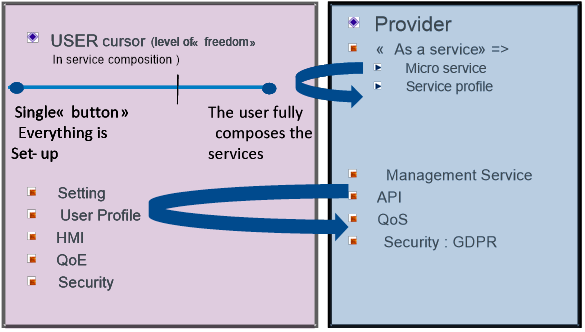 USER cursor (level of« freedom»
In service composition )
Single« button»
Everything is
Set- up
The user fully
composes the
services
Setting
User Profile
HMI
QoE
Security
Provider
« As a service» =>
Micro service
Service profile
Management Service
API
QoS
Security : GDPR